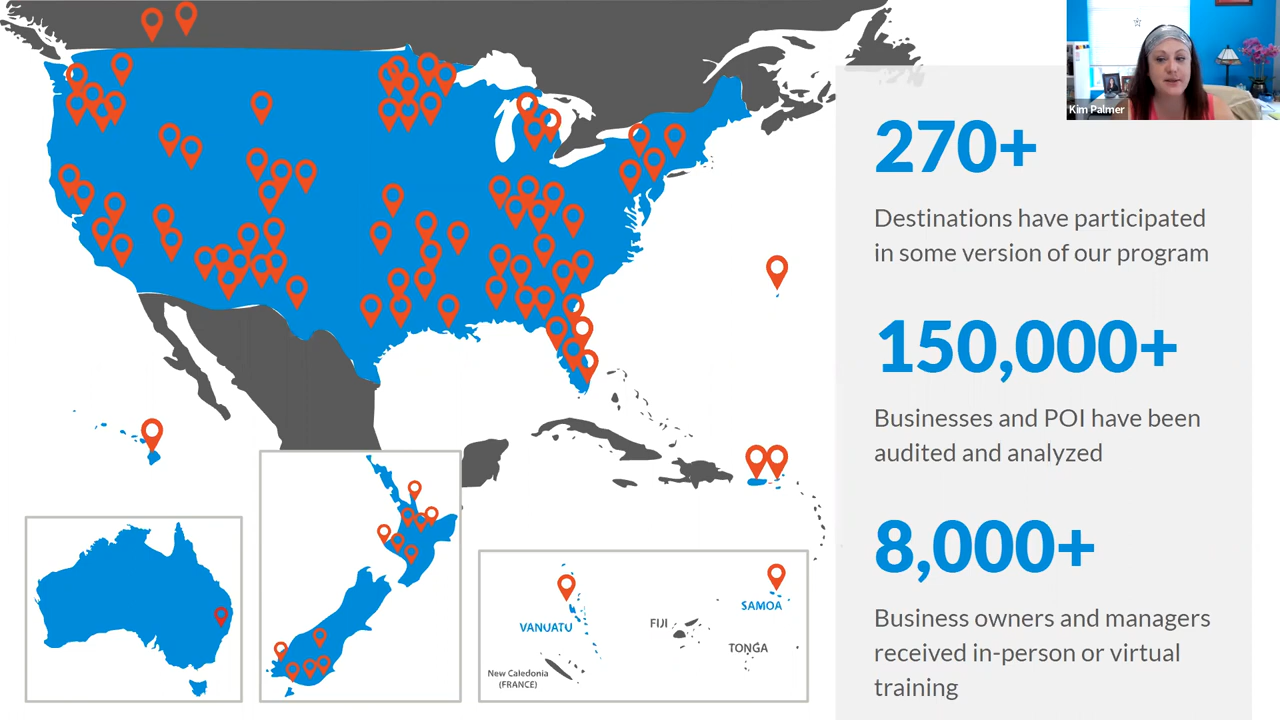 Kim Palmer
270+
Destinations have participated
in some version of our program
150,000+
Businesses and POI have been
audited and analyzed
8,000+
Business owners and managers
received in-person or virtual
training
VANUATU
FIJI
SAMOA
TONGA
New Caledonia
(FRANCE)